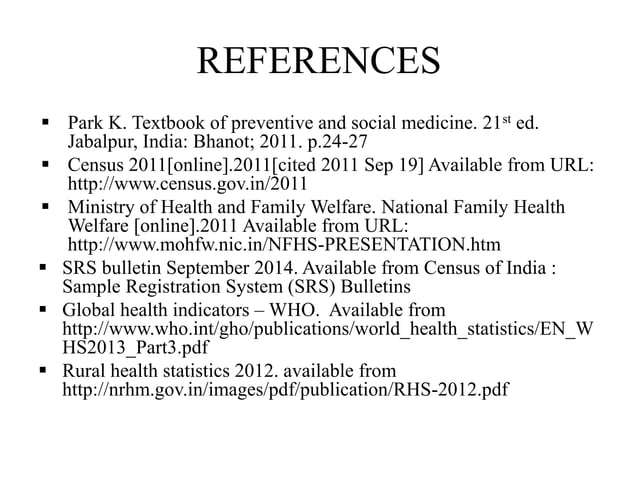 REFERENCES
▪ Park K. Textbook of preventive and social medicine. 21st ed.
Jabalpur, India: Bhanot; 2011. p.24-27
▪ Census 2011[online].2011[cited 2011 Sep 19] Available from URL:
http://www.census.gov.in/2011
▪ Ministry of Health and Family Welfare. National Family Health
Welfare [online].2011 Available from URL:
http://www.mohfw.nic.in/NFHS-PRESENTATION.htm
▪ SRS bulletin September 2014. Available from Census of India :
Sample Registration System (SRS) Bulletins
▪ Global health indicators – WHO. Available from
http://www.who.int/gho/publications/world_health_statistics/EN_W
HS2013_Part3.pdf
▪ Rural health statistics 2012. available from
http://nrhm.gov.in/images/pdf/publication/RHS-2012.pdf